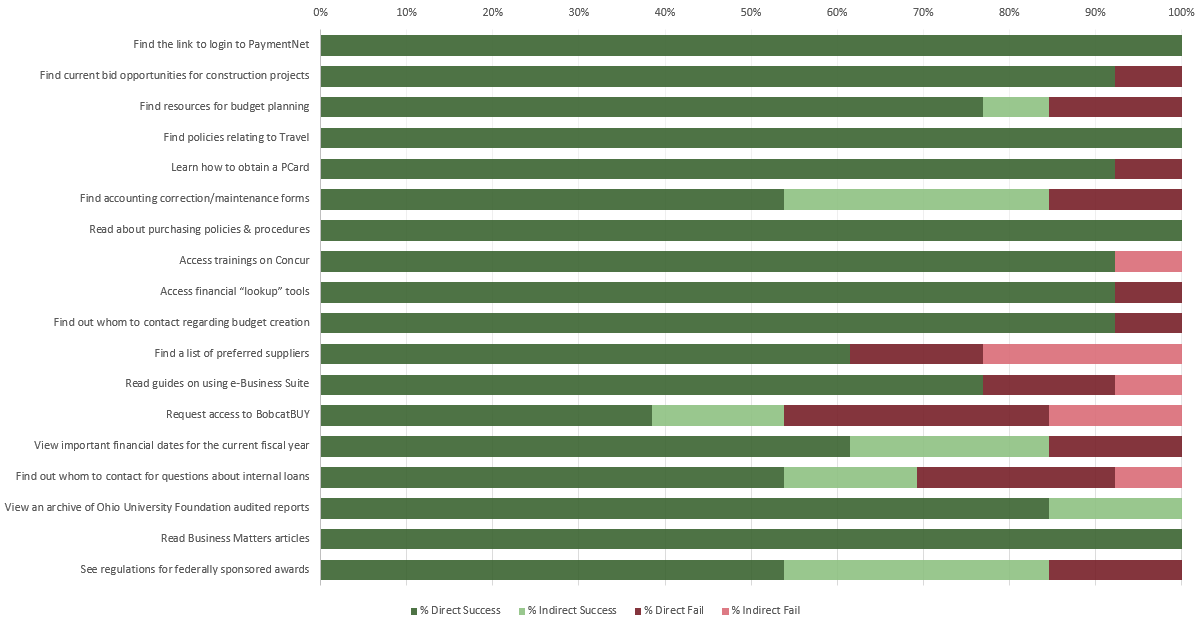 0% 10% 20% 30% 40% 50% 60% 70% 80% 90% 100%
Find the link to login to PaymentNet
Find current bid opportunities for construction projects
Find resources for budget planning
Find policies relating to Travel
Learn how to obtain a PCard
Find accounting correction/maintenance forms
Read about purchasing policies & procedures
Access trainings on Concur
Access financial “lookup” tools
Find out whom to contact regarding budget creation
Find a list of preferred suppliers
Read guides on using e-Business Suite
Request access to BobcatBUY
View important financial dates for the current fiscal year
Find out whom to contact for questions about internal loans
View an archive of Ohio University Foundation audited reports
Read Business Matters articles
See regulations for federally sponsored awards
% Direct Success % Indirect Success % Direct Fail % Indirect Fail